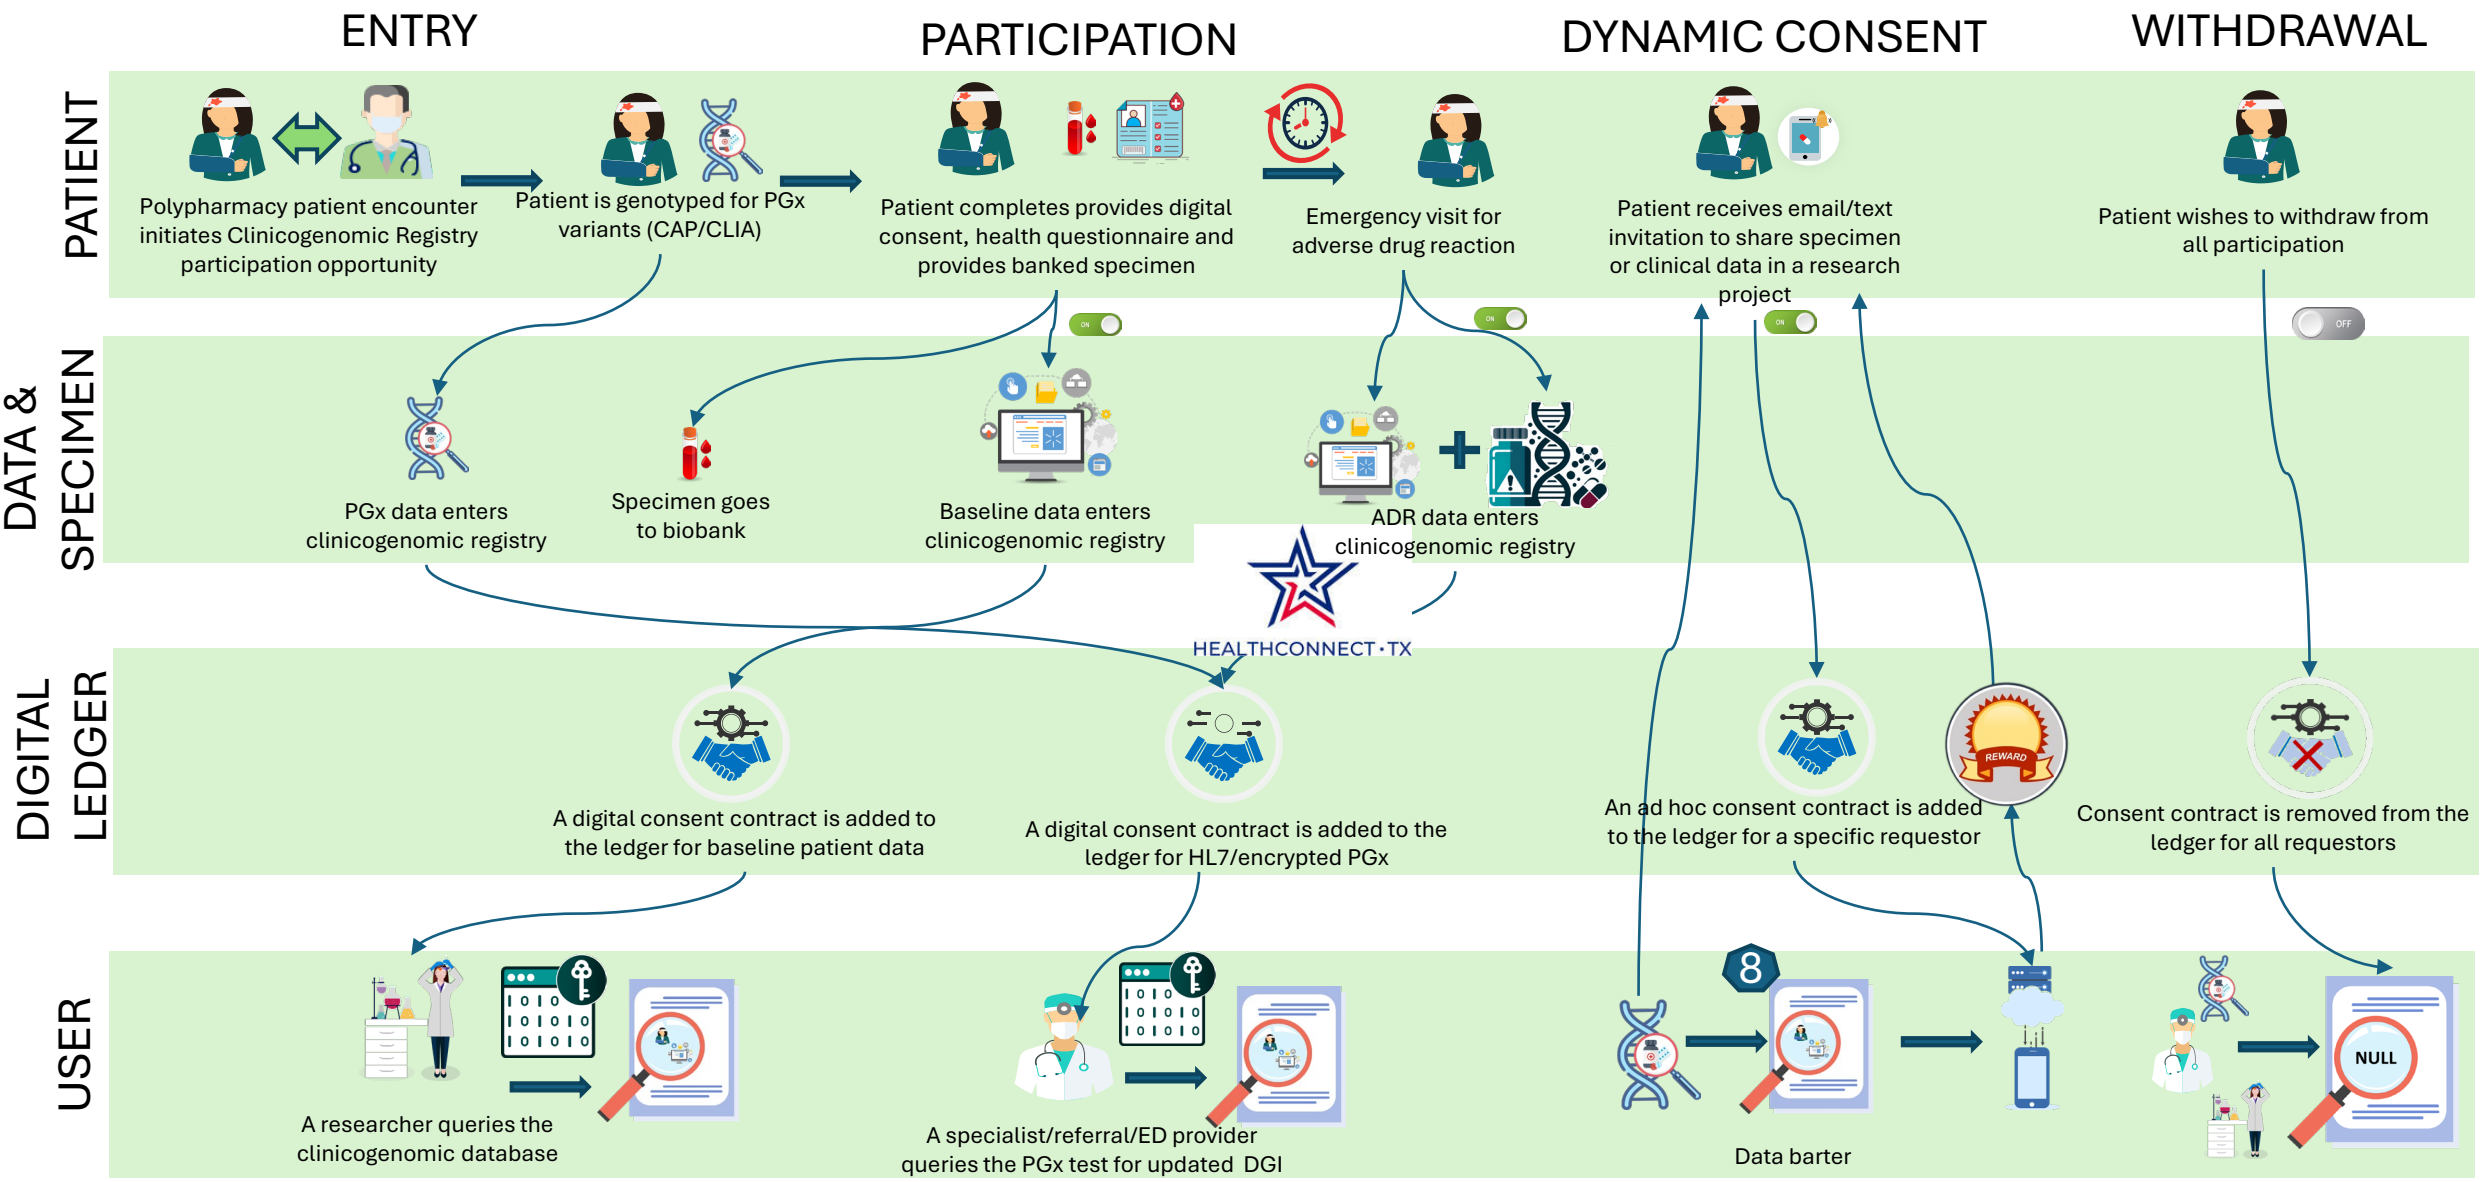 ENTRY
PARTICIPATION
DYNAMIC CONSENT
WITHDRAWAL
PATIENT
Polypharmacy patient encounter
initiates Clinicogenomic Registry
participation opportunity
Patient is genotyped for PGx
variants (CAP/CLIA)
Patient completes provides digital
consent, health questionnaire and
provides banked specimen
Emergency visit for
adverse drug reaction
Patient receives email/text
invitation to share specimen
or clinical data in a research
project
Patient wishes to withdraw from
all participation
ON
ON
ON
OFF
DATA &
SPECIMEN
PGx data enters
clinicogenomic registry
Specimen goes
to biobank
Baseline data enters
clinicogenomic registry
ADR data enters
clinicogenomic registry
HEALTHCONNECT·TX
DIGITAL
LEDGER
A digital consent contract is added to
the ledger for baseline patient data
A digital consent contract is added to the
ledger for HL7/encrypted PGx
An ad hoc consent contract is added
to the ledger for a specific requestor
REWARD
Consent contract is removed from the
ledger for all requestors
USER
I O I O
I O I O I O
I O I O I O
A researcher queries the
clinicogenomic database
I O I O
I O I O I O
I O I O I O
A specialist/referral/ED provider
queries the PGx test for updated DGI
8
Data barter
NULL